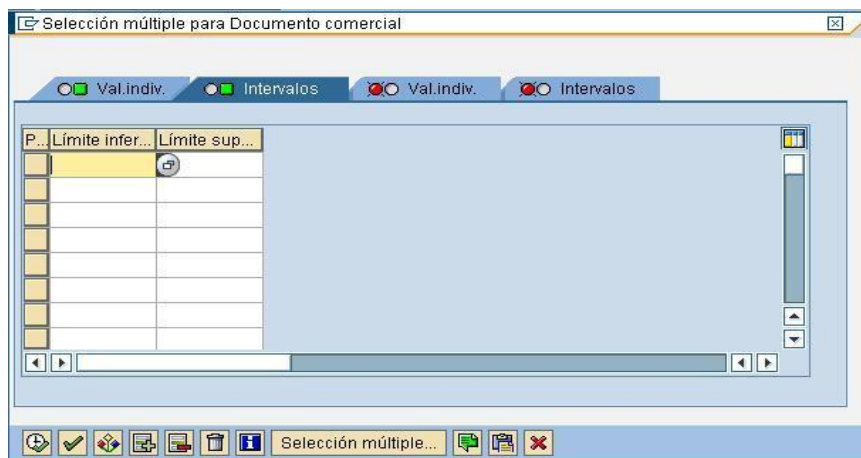 Selección múltiple para Documento comercial
Val.indiv. Intervalos Val.indiv. Intervalos
P... Límite infer... Límite sup...
Selección múltiple...